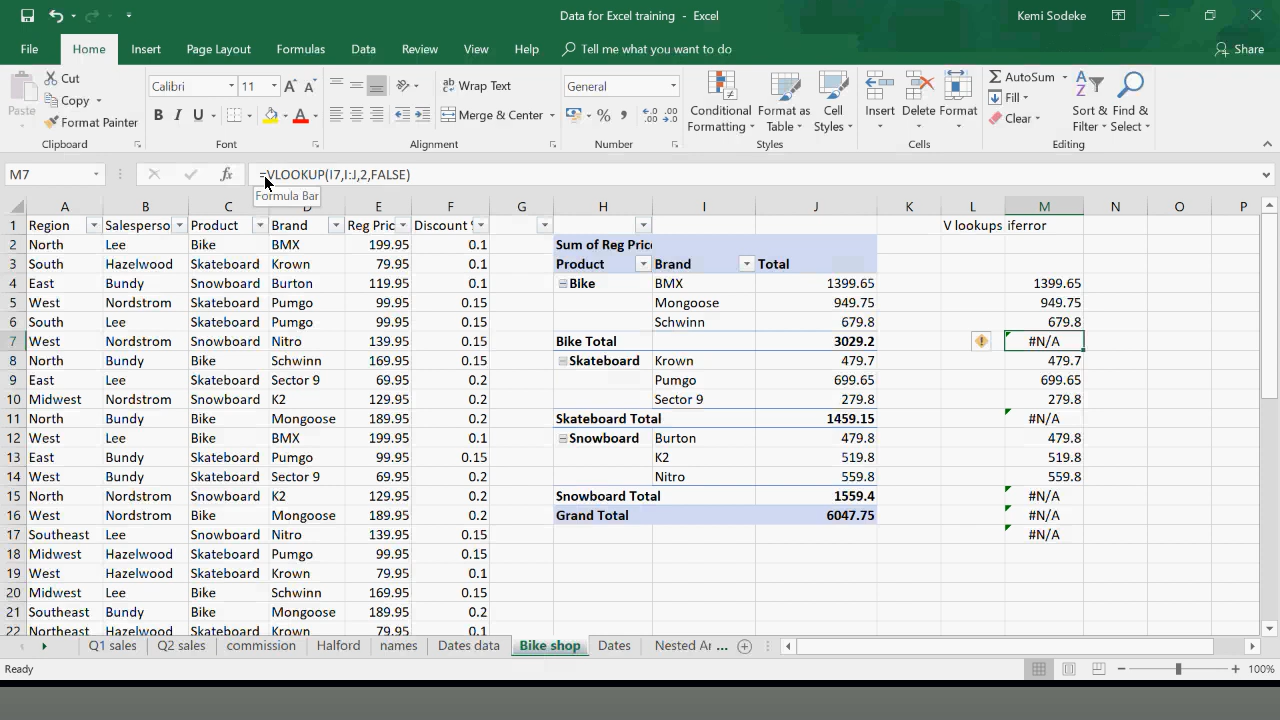 Data for Excel training - Excel
Kemi Sodeke
File Home Insert Page Layout Formulas Data Review View Help Tell me what you want to do Share
Paste
Cut
Copy
Format Painter
Clipboard
Calibri 11
B I U
Font
Wrap Text
Merge & Center
Alignment
General
Number
Conditional Formatting
Format as Table
Cell Styles
Styles
Insert Delete Format
Cells
AutoSum
Fill
Clear
Sort & Filter
Find & Select
Editing
M7 fx =VLOOKUP(I7,I:J,2,FALSE)
Formula Bar
A B C D E F G H I J K L M N O P
1 Region Salesperso Product Brand Reg Pric Discount V lookups iferror
2 North Lee Bike BMX 199.95 0.1 Sum of Reg Price
3 South Hazelwood Skateboard Krown 79.95 0.1 Product Brand Total
4 East Bundy Snowboard Burton 119.95 0.1 Bike BMX 1399.65 1399.65
5 West Nordstrom Skateboard Pumgo 99.95 0.15 Mongoose 949.75 949.75
6 South Lee Skateboard Pumgo 99.95 0.15 Schwinn 679.8 679.8
7 West Nordstrom Snowboard Nitro 139.95 0.15 Bike Total 3029.2 #N/A
8 North Bundy Bike Schwinn 169.95 0.15 Skateboard Krown 479.7 479.7
9 East Lee Skateboard Sector 9 69.95 0.2 Pumgo 699.65 699.65
10 Midwest Lee Snowboard K2 129.95 0.2 Sector 9 279.8 279.8
11 North Bundy Bike Mongoose 189.95 0.2 Skateboard Total 1459.15 #N/A
12 West Lee Bike BMX 199.95 0.1 Snowboard Burton 479.8 479.8
13 East Bundy Skateboard Pumgo 99.95 0.15 K2 519.8 519.8
14 West Bundy Skateboard Sector 9 69.95 0.2 Nitro 559.8 559.8
15 North Nordstrom Snowboard K2 129.95 0.2 Snowboard Total 1559.4 #N/A
16 West Nordstrom Bike Mongoose 189.95 0.2 Grand Total 6047.75 #N/A
17 Southeast Lee Snowboard Nitro 139.95 0.15 #N/A
18 Midwest Hazelwood Skateboard Pumgo 99.95 0.15
19 West Hazelwood Skateboard Krown 79.95 0.1
20 Midwest Lee Bike Schwinn 169.95 0.15
21 Southeast Bundy Bike Mongoose 189.95 0.2
22 Northeast Hazelwood Skateboard Krown 79.95 0.1
Q1 sales Q2 sales commission Halford names Dates data Bike shop Dates Nested Ar ...
Ready
100%